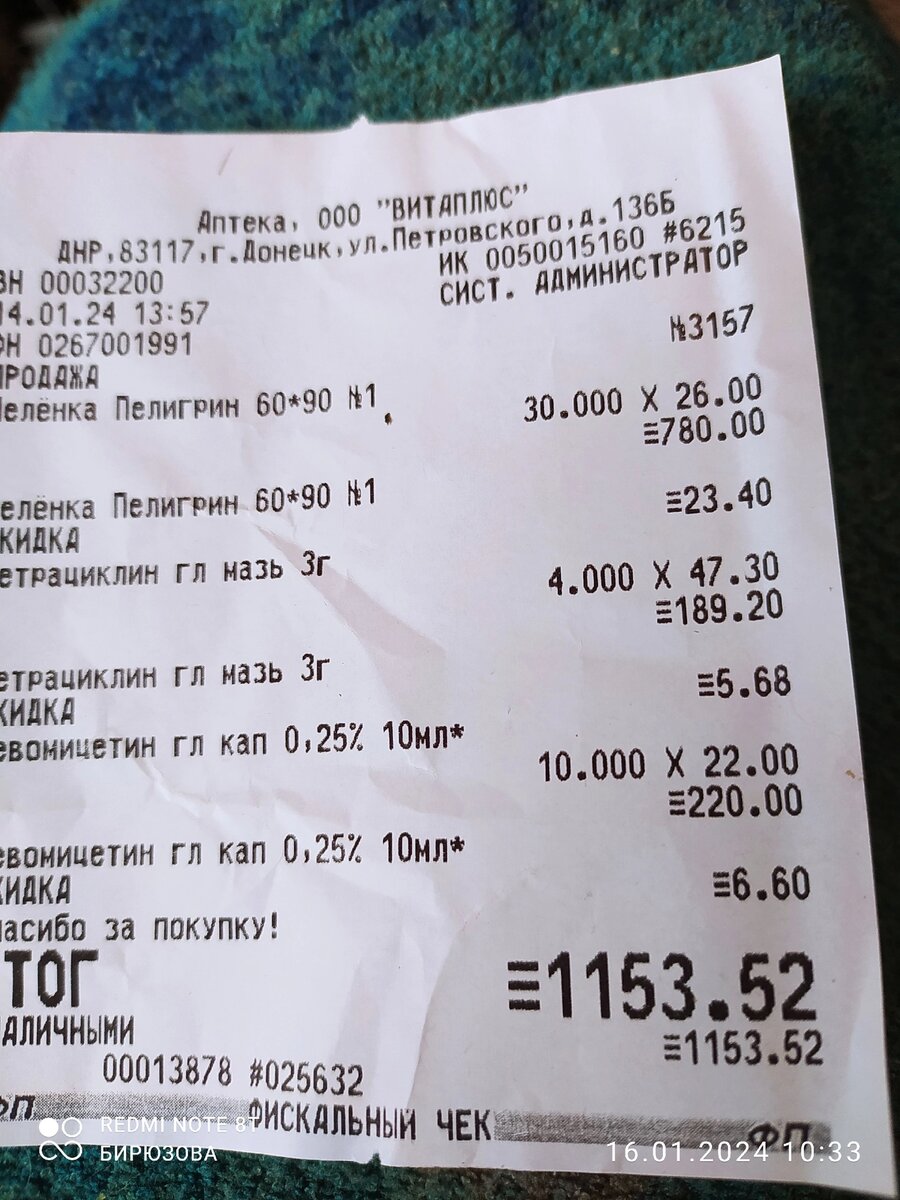 Аптека, ООО "ВИТАПЛЮС"
ДНР,83117,г.Донецк,ул.Петровского,д.136Б
ЗН 00032200 ИК 0050015160 #6215
14.01.24 13:57 СИСТ. АДМИНИСТРАТОР
ФН 0267001991 №3157
ПРОДАЖА
Пелёнка Пелигрин 60*90 №1 30.000 X 26.00
≡780.00
елёнка Пелигрин 60*90 №1 ≡23.40
КИДКА
етрациклин гл мазь 3г 4.000 X 47.30
≡189.20
етрациклин гл мазь 3г ≡5.68
КИДКА
евомицетин гл кап 0,25% 10мл* 10.000 X 22.00
≡220.00
евомицетин гл кап 0,25% 10мл* ≡6.60
КИДКА
пасибо за покупку!
ТОГ ≡1153.52
АЛИЧНЫМИ ≡1153.52
00013878 #025632
ФП ФИСКАЛЬНЫЙ ЧЕК ФП
REDMI NOTE 8T
БИРЮЗОВА
16.01.2024 10:33